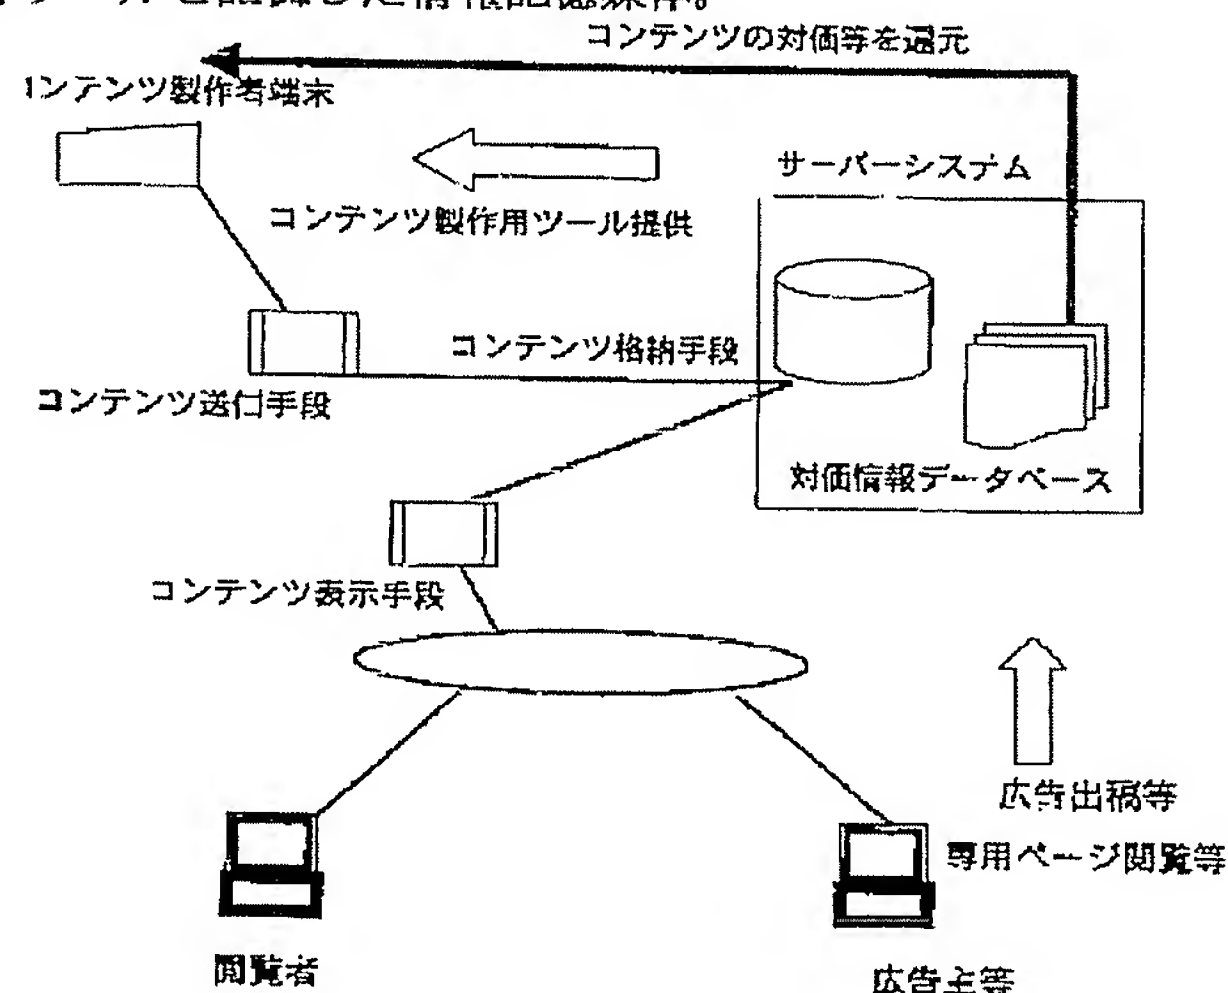 コンテンツの対価等を還元
コンテンツ製作者端末
サーバーシステム
コンテンツ製作用ツール提供
コンテンツ格納手段
コンテンツ送付手段
対価情報データベース
コンテンツ表示手段
広告出稿等
専用ページ閲覧等
閲覧者
広告主等